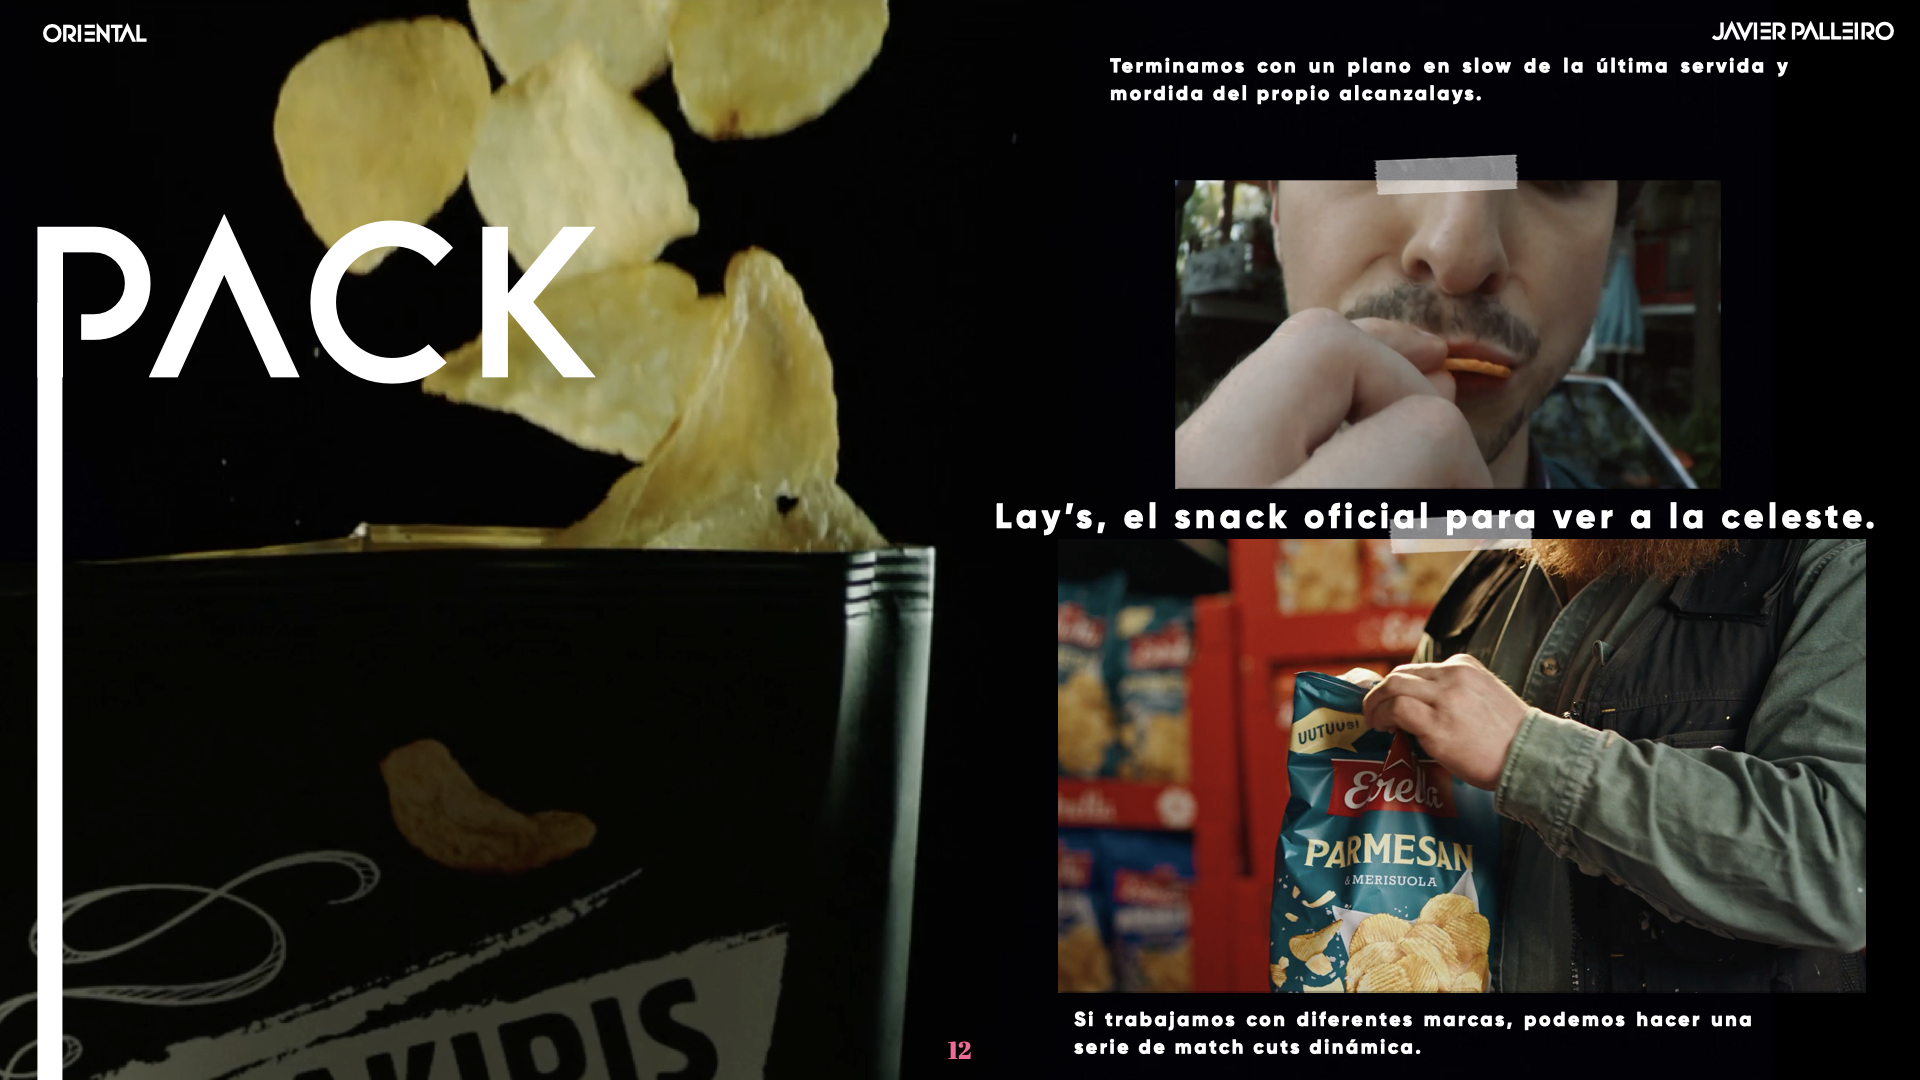 ORIENTAL
JAVIER PALLEIRO
Terminamos con un plano en slow de la última servida y
mordida del propio alcanzalays.
PACK
Lay's, el snack oficial para ver a la celeste.
UUTUUS!
Erella
PARMESAN
& MERISUOLA
Si trabajamos con diferentes marcas, podemos hacer una
serie de match cuts dinámica.
12